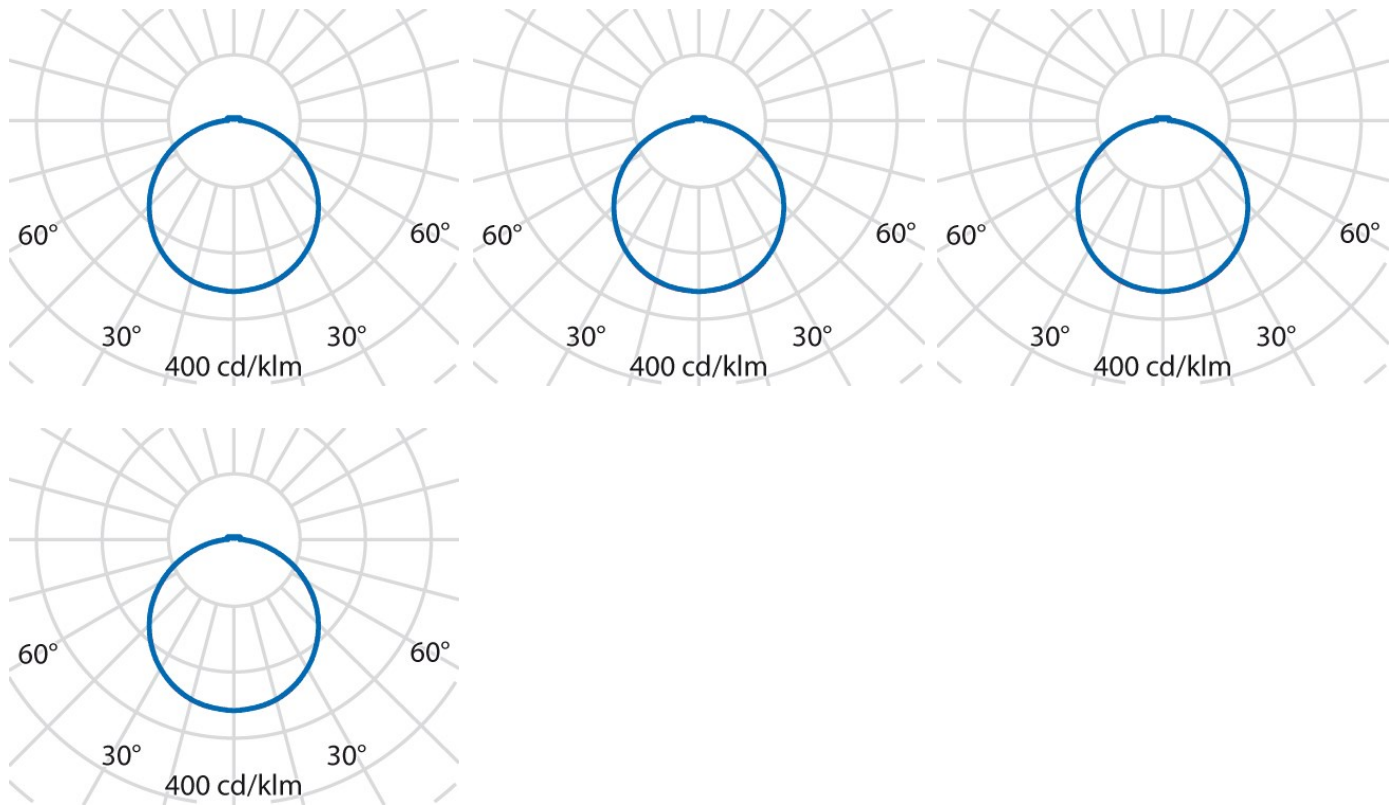 60° 60° 60° 60° 60° 60°
30° 30° 30° 30° 30° 30°
400 cd/klm 400 cd/klm 400 cd/klm
60° 60°
30° 30°
400 cd/klm